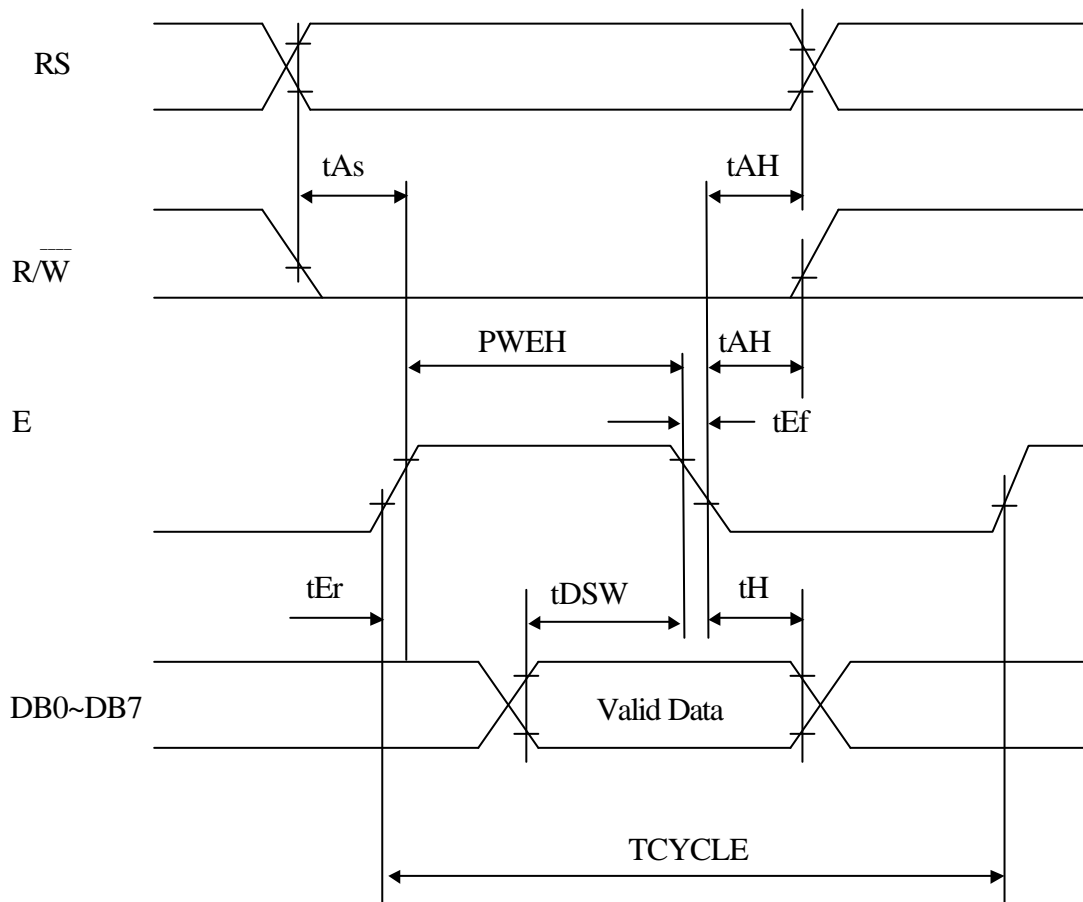 RS
tAs
tAH
R/W̅
PWEH
tAH
E
tEf
tEr
tDSW
tH
DB0~DB7
Valid Data
TCYCLE